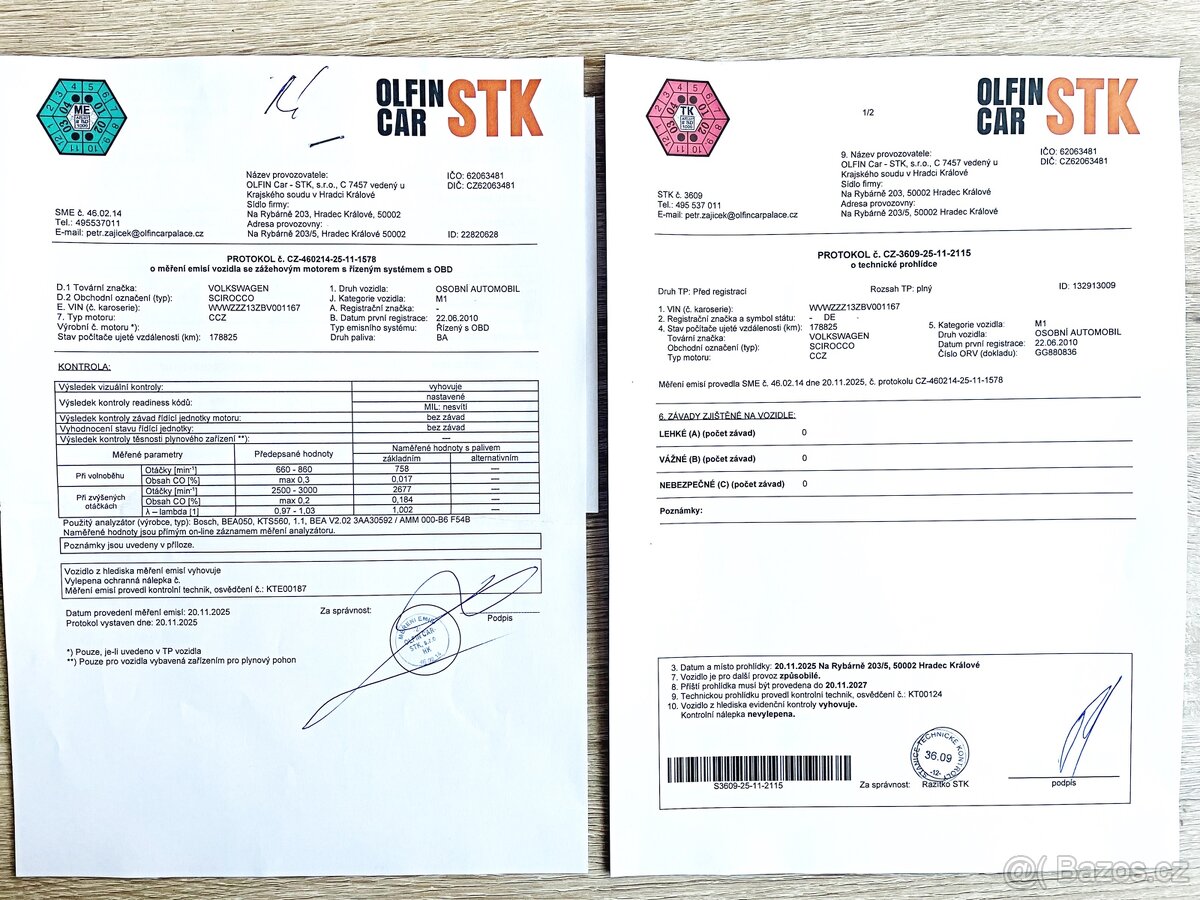 OLFIN CAR STK
Název provozovatele:
IČO: 62063481
OLFIN Car - STK, s.r.o., C 7457 vedený u
DIČ: CZ62063481
Krajského soudu v Hradci Králové
Sídlo firmy:
SME č. 46.02.14
Na Rybárně 203, Hradec Králové, 50002
Tel.: 495537011
Adresa provozovny:
E-mail: petr.zajicek@olfincarpalace.cz
Na Rybárně 203/5, Hradec Králové 50002
ID: 22820628
PROTOKOL č. CZ-460214-25-11-1578
o měření emisí vozidla se zážehovým motorem s řízeným systémem s OBD
D.1 Tovární značka: VOLKSWAGEN
1. Druh vozidla: OSOBNÍ AUTOMOBIL
D.2 Obchodní označení (typ): SCIROCCO
J. Kategorie vozidla: M1
E. VIN (č. karoserie): WVWZZZ13ZBV001167
A. Registrační značka: -
7. Typ motoru: CCZ
B. Datum první registrace: 22.06.2010
Výrobní č. motoru *):
Typ emisního systému: Řízený s OBD
Stav počítače ujeté vzdálenosti (km): 178825
Druh paliva: BA
KONTROLA:
Výsledek vizuální kontroly: vyhovuje
Výsledek kontroly readiness kódů: nastavené
MIL: nesvítí
Výsledek kontroly závad řídící jednotky motoru: bez závad
Vyhodnocení stavu řídící jednotky: bez závad
Výsledek kontroly těsnosti plynového zařízení **): —
Měřené parametry
Předepsané hodnoty
Naměřené hodnoty s palivem
základním
alternativním
Při volnoběhu
Otáčky [min⁻¹] 660 - 860 758 —
Obsah CO [%] max 0,3 0,017 —
Při zvýšených otáčkách
Otáčky [min⁻¹] 2500 - 3000 2677 —
Obsah CO [%] max 0,2 0,184 —
λ – lambda [1] 0.97 - 1,03 1,002 —
Použitý analyzátor (výrobce, typ): Bosch, BEA050, KTS560, 1.1, BEA V2.02 3AA30592 / AMM 000-B6 F54B
Naměřené hodnoty jsou přímým on-line záznamem měření analyzátoru.
Poznámky jsou uvedeny v příloze.
Vozidlo z hlediska měření emisí vyhovuje
Vylepena ochranná nálepka č.
Měření emisí provedl kontrolní technik, osvědčení č.: KTE00187
Datum provedení měření emisí: 20.11.2025
Za správnost:
Podpis
Protokol vystaven dne: 20.11.2025
*) Pouze, je-li uvedeno v TP vozidla
**) Pouze pro vozidla vybavená zařízením pro plynový pohon
1/2
OLFIN CAR STK
9. Název provozovatele:
IČO: 62063481
OLFIN Car - STK, s.r.o., C 7457 vedený u
DIČ: CZ62063481
Krajského soudu v Hradci Králové
Sídlo firmy:
STK č. 3609
Na Rybárně 203, 50002 Hradec Králové
Tel.: 495 537 011
Adresa provozovny:
E-mail: petr.zajicek@olfincarpalace.cz
Na Rybárně 203/5, 50002 Hradec Králové
PROTOKOL č. CZ-3609-25-11-2115
o technické prohlídce
Druh TP: Před registrací
Rozsah TP: plný
ID: 132913009
1. VIN (č. karoserie): WVWZZZ13ZBV001167
2. Registrační značka a symbol státu: - DE
4. Stav počítače ujeté vzdálenosti (km): 178825
5. Kategorie vozidla: M1
Tovární značka: VOLKSWAGEN
Druh vozidla: OSOBNÍ AUTOMOBIL
Obchodní označení (typ): SCIROCCO
Datum první registrace: 22.06.2010
Typ motoru: CCZ
Číslo ORV (dokladu): GG880836
Měření emisí provedla SME č. 46.02.14 dne 20.11.2025, č. protokolu CZ-460214-25-11-1578
6. ZÁVADY ZJIŠTĚNÉ NA VOZIDLE:
LEHKÉ (A) (počet závad) 0
VÁŽNÉ (B) (počet závad) 0
NEBEZPEČNÉ (C) (počet závad) 0
Poznámky:
3. Datum a místo prohlídky: 20.11.2025 Na Rybárně 203/5, 50002 Hradec Králové
7. Vozidlo je pro další provoz způsobilé.
8. Příští prohlídka musí být provedena do 20.11.2027
9. Technickou prohlídku provedl kontrolní technik, osvědčení č.: KT00124
10. Vozidlo z hlediska evidenční kontroly vyhovuje.
Kontrolní nálepka nevylepena.
STANICE TECHNICKÉ KONTROLY
36.09
-12-
S3609-25-11-2115
Za správnost:
Razítko STK
podpis
Bazos.cz